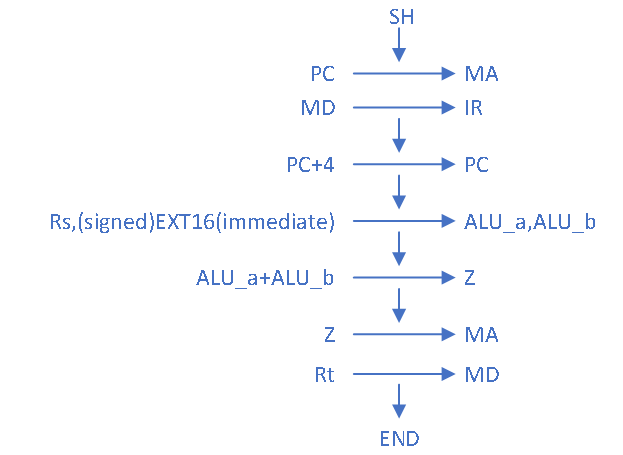 SH
PC MA
MD IR
PC+4 PC
Rs,(signed)EXT16(immediate) ALU_a,ALU_b
ALU_a+ALU_b Z
Z MA
Rt MD
END